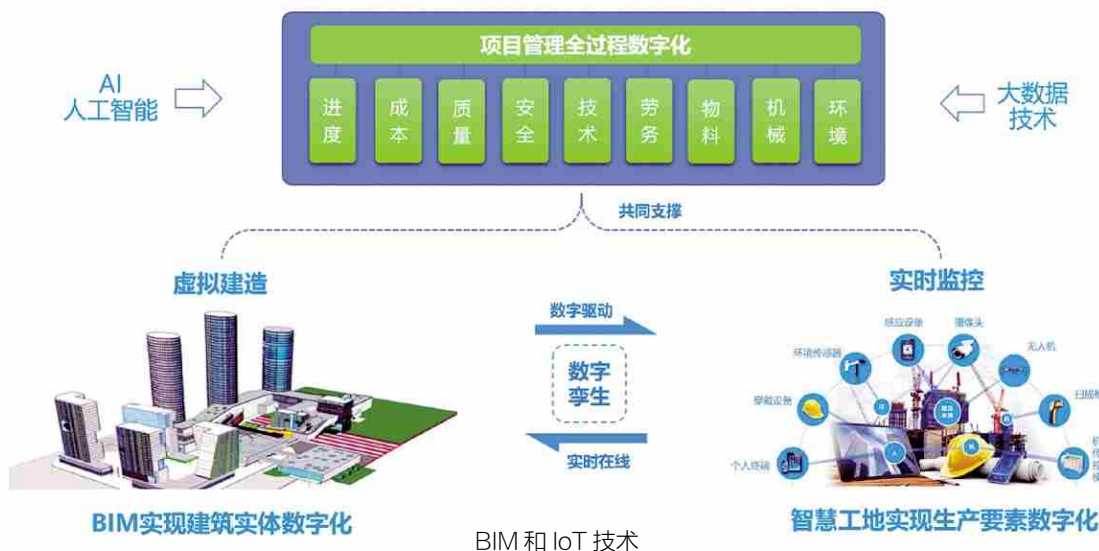 项目管理全过程数字化
AI
人工智能
进度
成本
质量
安全
技术
劳务
物料
机械
环境
大数据
技术
共同支撑
虚拟建造
实时监控
数字驱动
数字
孪生
实时在线
感应设备
摄像头
环境传感器
无人机
穿戴设备
个人终端
BIM实现建筑实体数字化
智慧工地实现生产要素数字化
BIM 和 IoT 技术